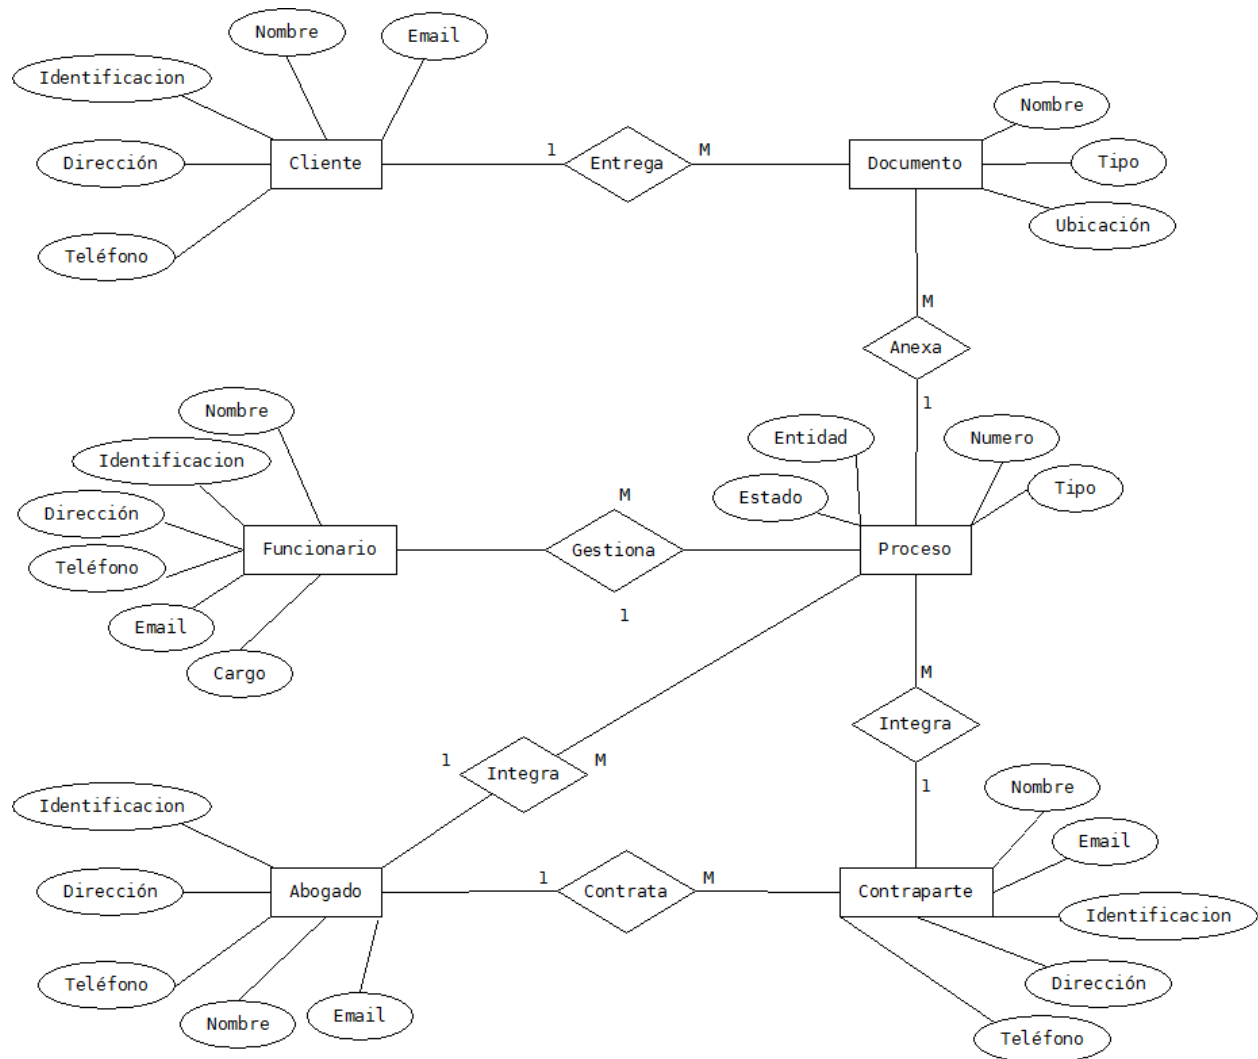 Nombre
Email
Identificacion
Nombre
Dirección
Cliente
1
Entrega
M
Documento
Tipo
Teléfono
Ubicación
M
Anexa
1
Nombre
Entidad
Numero
Identificacion
Estado
Tipo
Dirección
M
Funcionario
Gestiona
Proceso
Teléfono
1
Email
Cargo
M
Integra
1
Integra
M
1
Nombre
Identificacion
Email
Dirección
Abogado
1
Contrata
M
Contraparte
Identificacion
Teléfono
Dirección
Nombre
Email
Teléfono